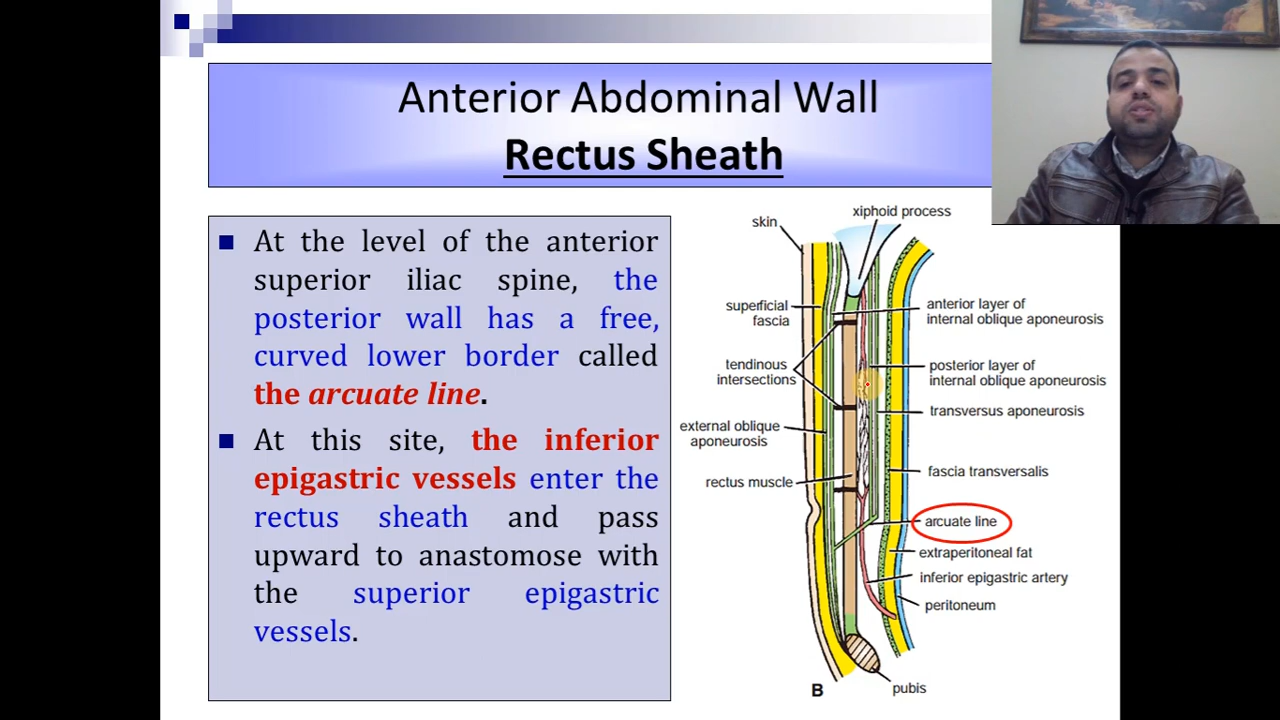 Anterior Abdominal Wall
Rectus Sheath
At the level of the anterior
superior iliac spine, the
posterior wall has a free,
curved lower border called
the arcuate line.
At this site, the inferior
epigastric vessels enter the
rectus sheath and pass
upward to anastomose with
the superior epigastric
vessels.
xiphoid process
skin
superficial
fascia
anterior layer of
internal oblique aponeurosis
tendinous
intersections
posterior layer of
internal oblique aponeurosis
transversus aponeurosis
external oblique
aponeurosis
fascia transversalis
rectus muscle
arcuate line
extraperitoneal fat
inferior epigastric artery
peritoneum
B
pubis